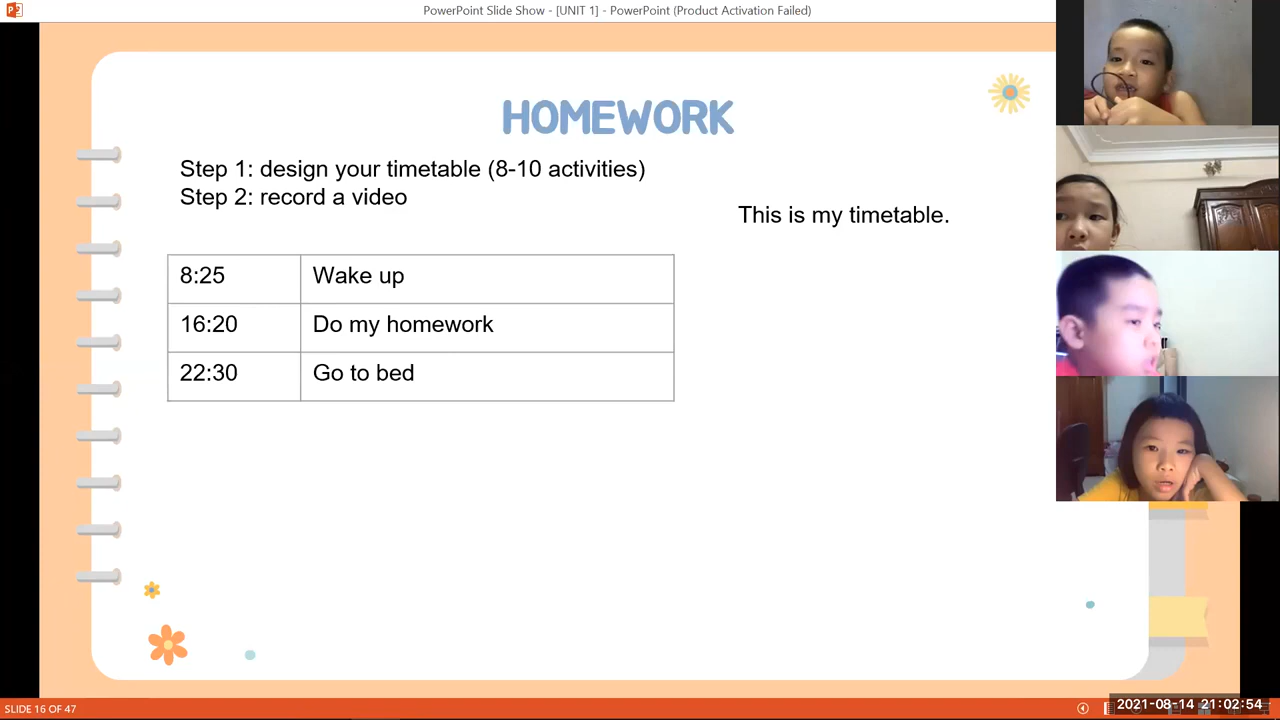 PowerPoint Slide Show - [UNIT 1] - PowerPoint (Product Activation Failed)
HOMEWORK
Step 1: design your timetable (8-10 activities)
Step 2: record a video
This is my timetable.
8:25 Wake up
16:20 Do my homework
22:30 Go to bed
SLIDE 16 OF 47
2021-08-14 21:02:54